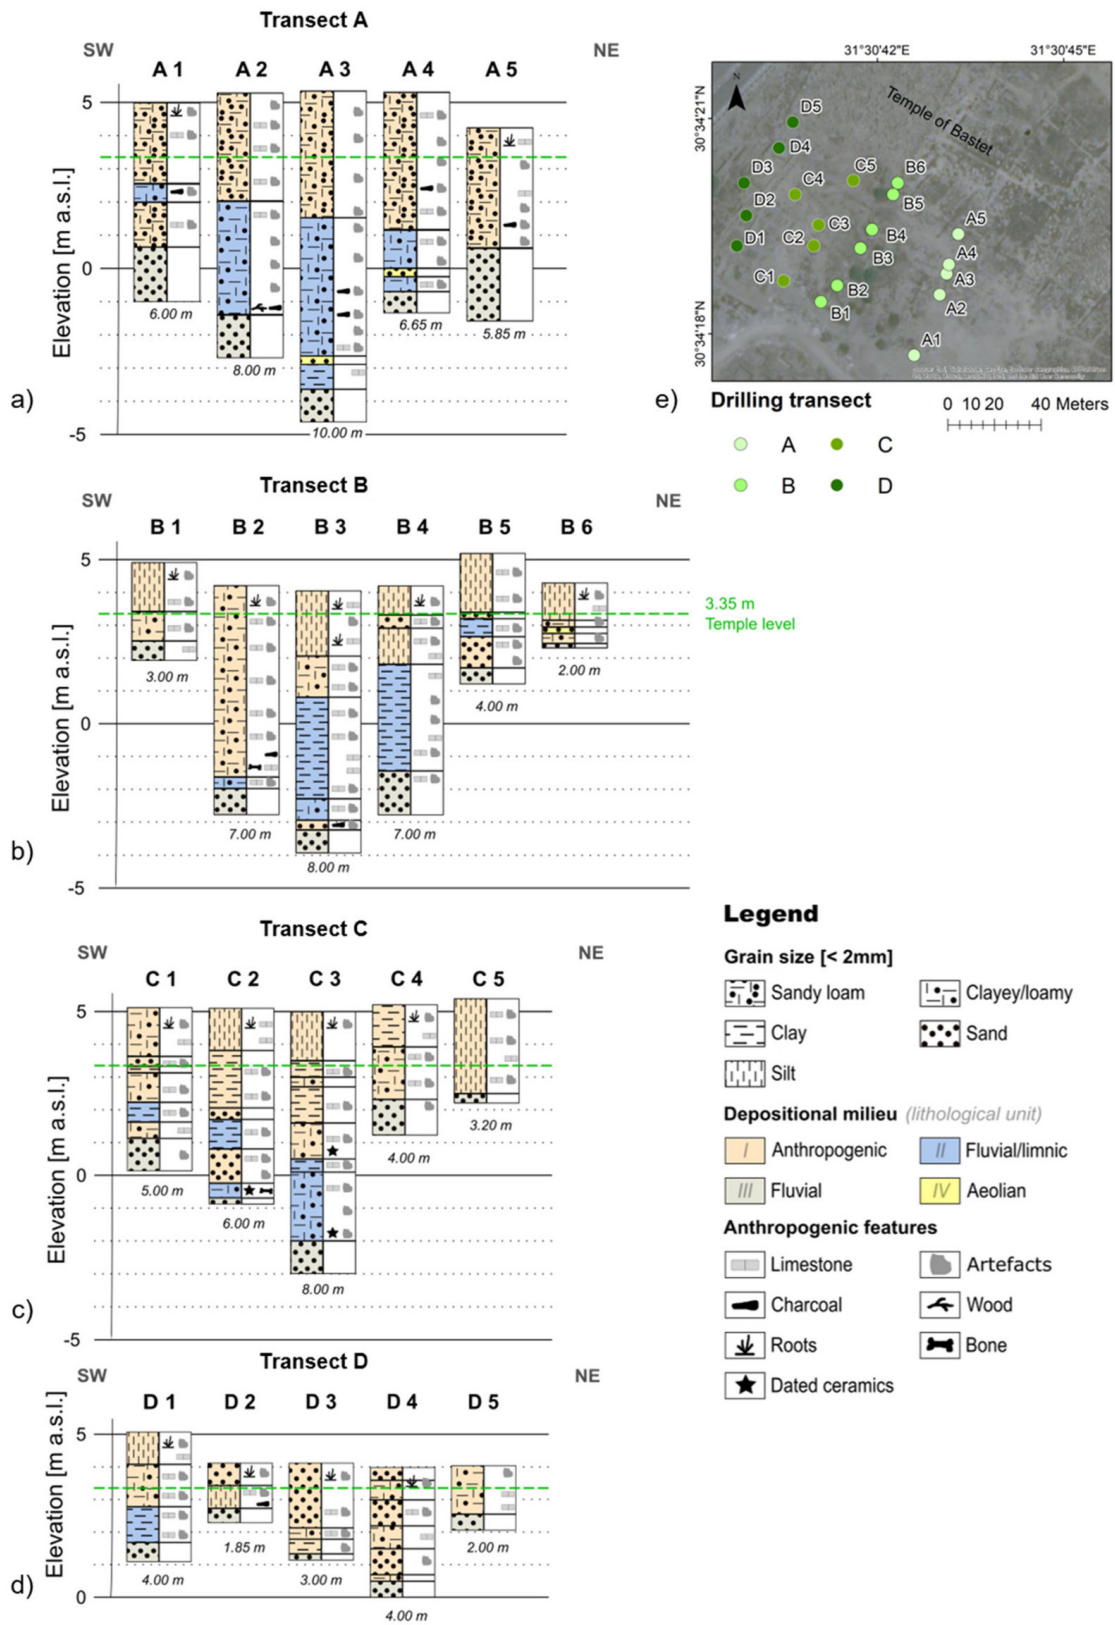 a)
Transect A
SW
NE
A 1
A 2
A 3
A 4
A 5
Elevation [m a.s.l.]
5
0
-5
6.00 m
8.00 m
10.00 m
6.65 m
5.85 m
b)
Transect B
SW
NE
B 1
B 2
B 3
B 4
B 5
B 6
Elevation [m a.s.l.]
5
0
-5
3.35 m
Temple level
3.00 m
7.00 m
8.00 m
7.00 m
4.00 m
2.00 m
c)
Transect C
SW
NE
C 1
C 2
C 3
C 4
C 5
Elevation [m a.s.l.]
5
0
-5
5.00 m
6.00 m
8.00 m
4.00 m
3.20 m
d)
Transect D
SW
NE
D 1
D 2
D 3
D 4
D 5
Elevation [m a.s.l.]
5
0
4.00 m
1.85 m
3.00 m
4.00 m
2.00 m
e)
31°30'42"E
31°30'45"E
30°34'21"N
30°34'18"N
N
Temple of Bastet
D5
D4
D3
D2
D1
C5
C4
C3
C2
C1
B6
B5
B4
B3
B2
B1
A5
A4
A3
A2
A1
Drilling transect
A
C
B
D
0 10 20 40 Meters
Legend
Grain size [< 2mm]
Sandy loam
Clayey/loamy
Clay
Sand
Silt
Depositional milieu (lithological unit)
I Anthropogenic
II Fluvial/limnic
III Fluvial
IV Aeolian
Anthropogenic features
Limestone
Artefacts
Charcoal
Wood
Roots
Bone
Dated ceramics